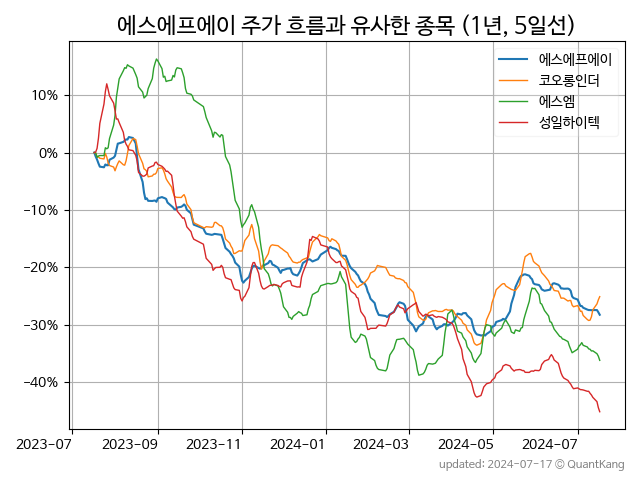 에스에프에이 주가 흐름과 유사한 종목 (1년, 5일선)
에스에프에이
코오롱인더
에스엠
성일하이텍
10%
0%
−10%
−20%
−30%
−40%
2023-07 2023-09 2023-11 2024-01 2024-03 2024-05 2024-07
updated: 2024-07-17 © QuantKang